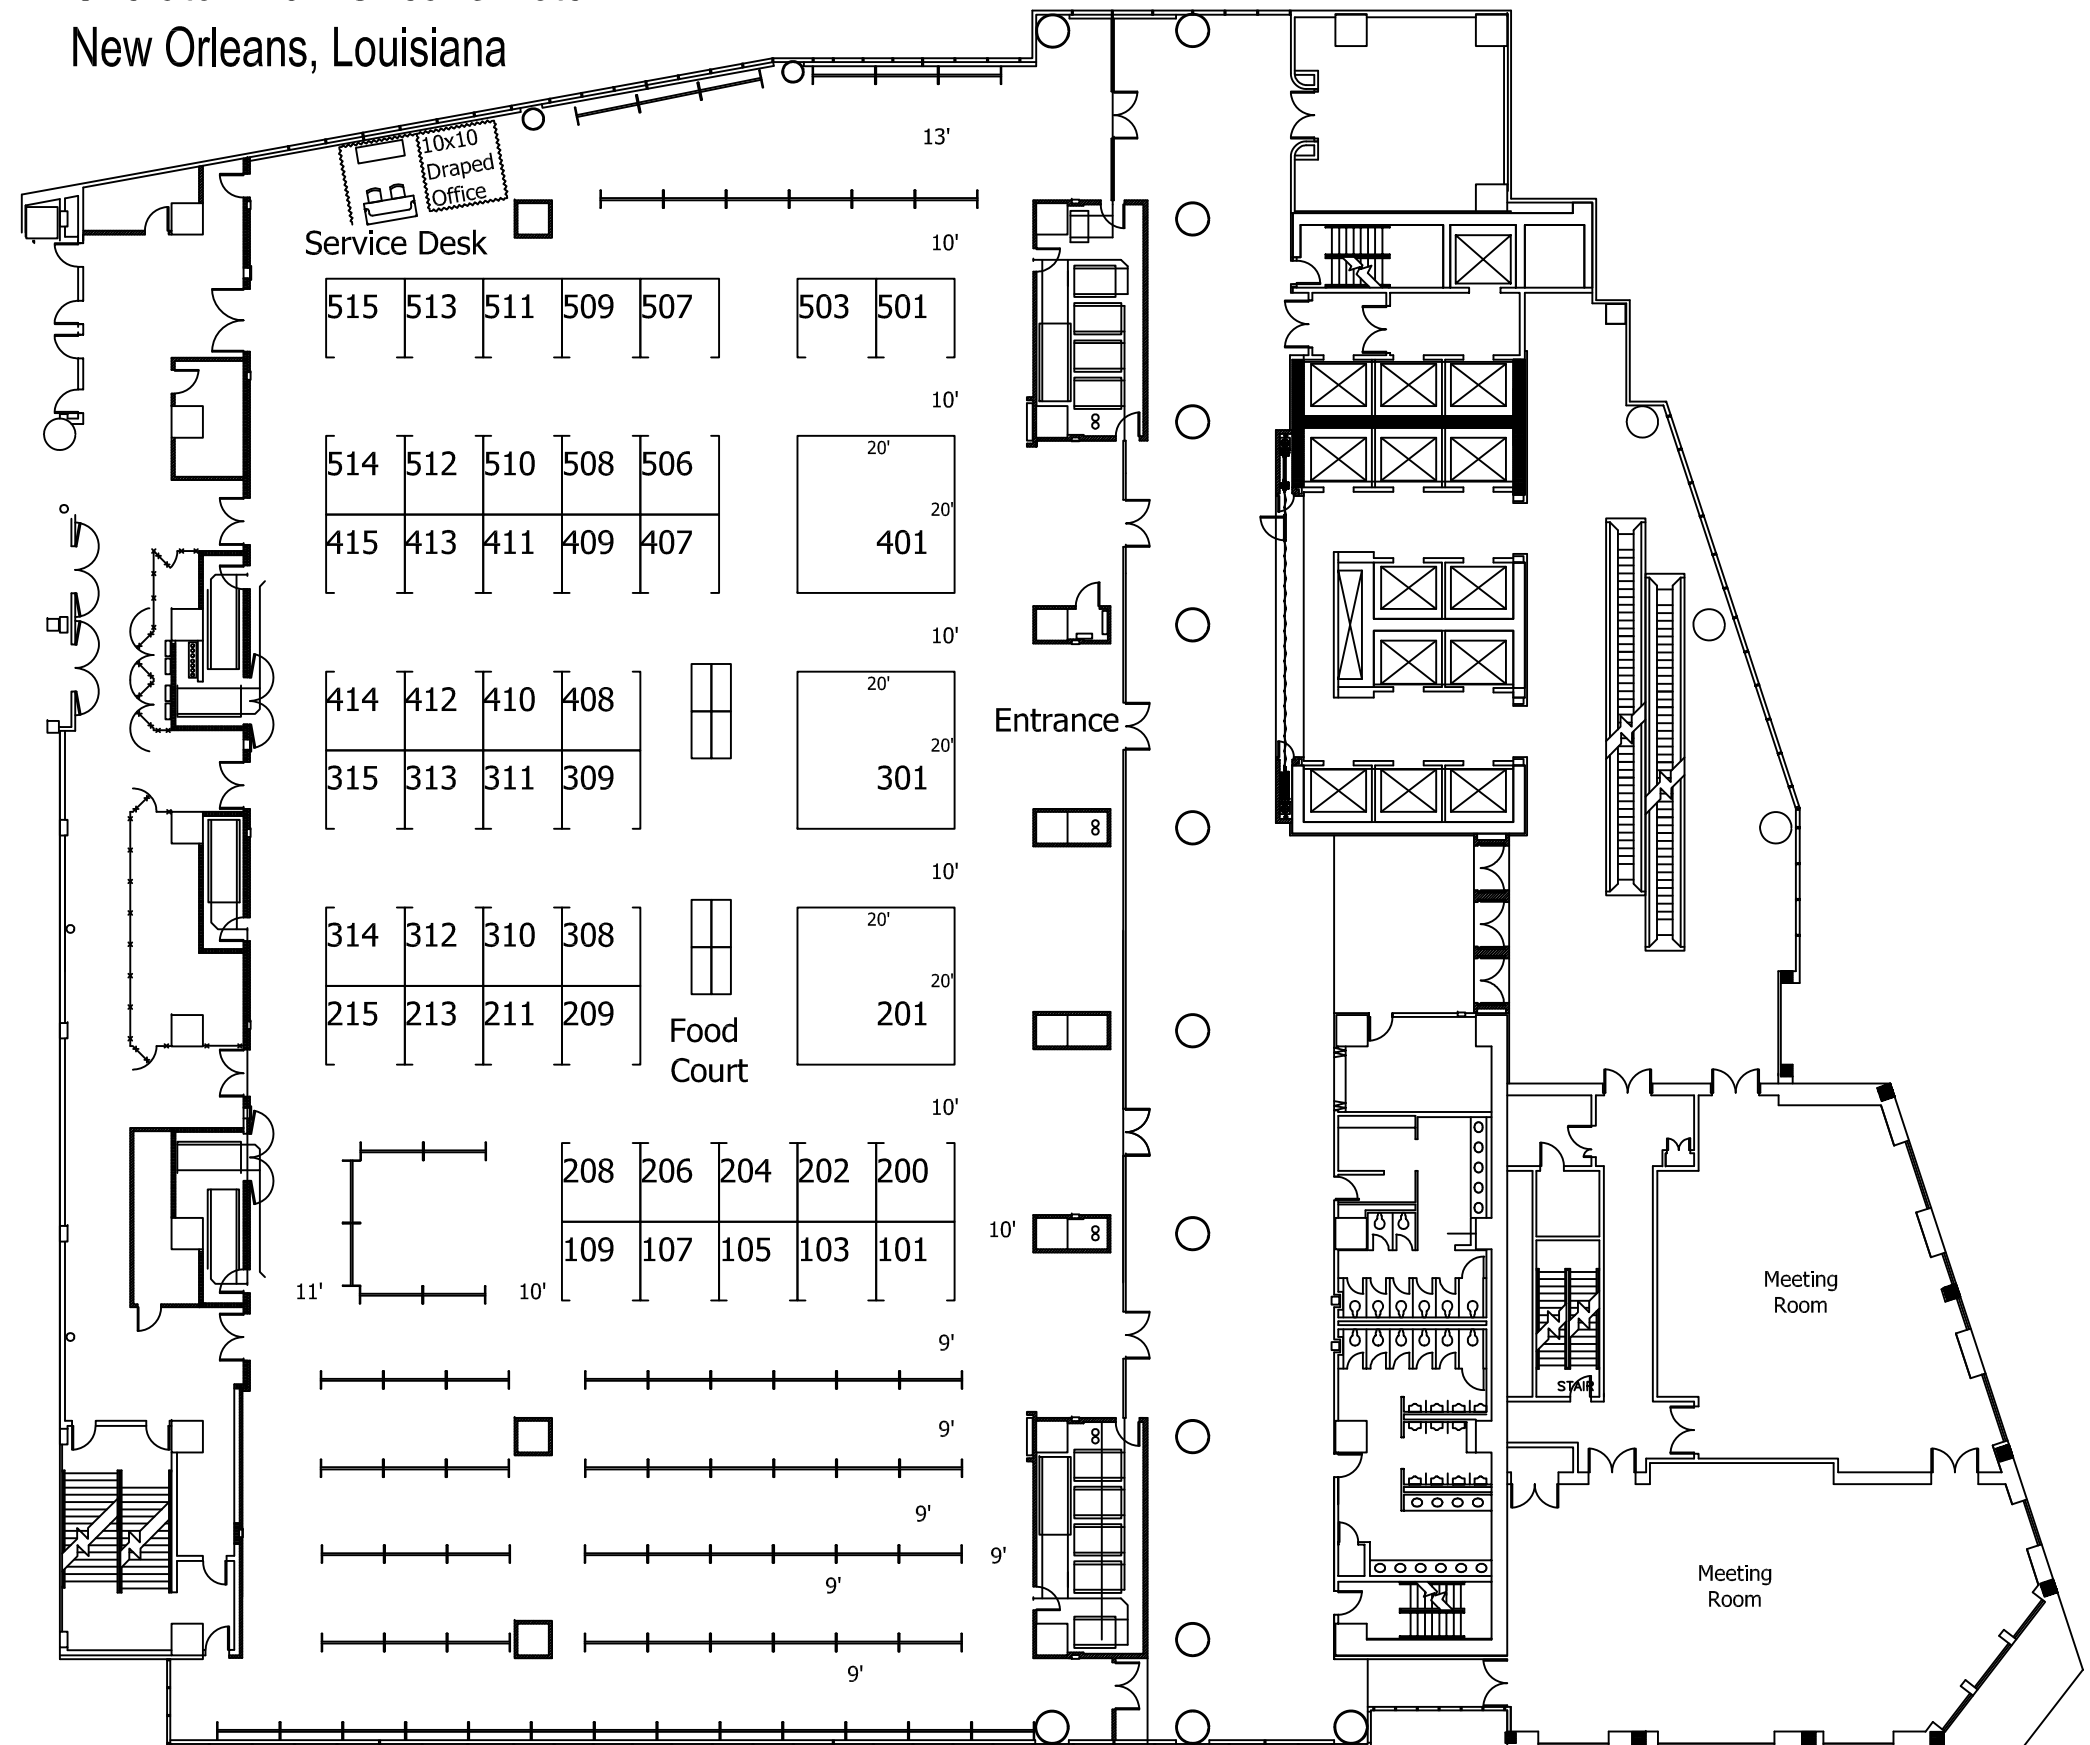 New Orleans, Louisiana
10x10
Draped
Office
13'
Service Desk
10'
515 513 511 509 507 503 501
10'
514 512 510 508 506 20'
20'
415 413 411 409 407 401
10'
414 412 410 408 20'
Entrance
20'
315 313 311 309 301
10'
8
314 312 310 308 20'
20'
215 213 211 209 201
Food
Court
10'
208 206 204 202 200
10'
8
109 107 105 103 101
11'
10'
Meeting
Room
9'
STAIR
9'
8
9'
9'
9'
Meeting
Room
9'
8